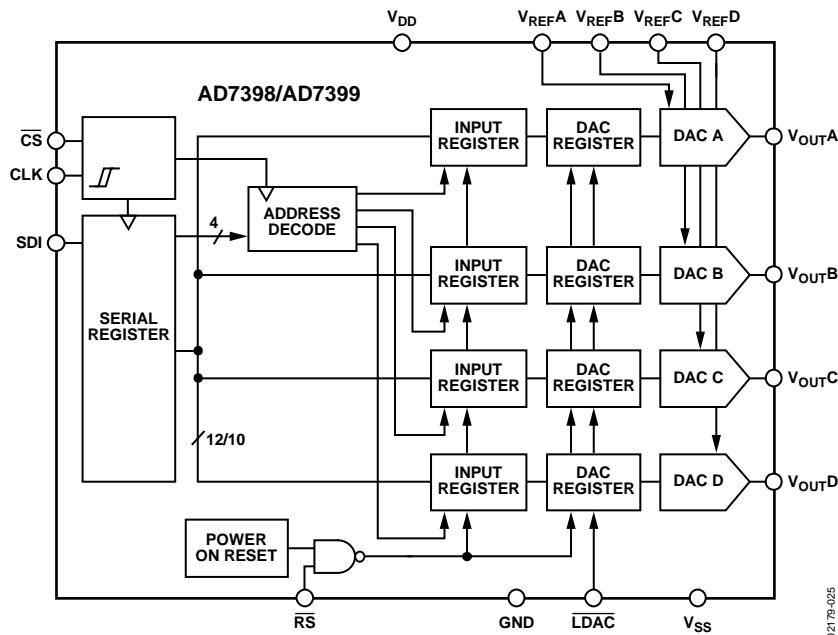 VDD
VREFA VREFB VREFC VREFD
AD7398/AD7399
CS
CLK
SDI
SERIAL
REGISTER
4
ADDRESS
DECODE
12/10
INPUT
REGISTER
DAC
REGISTER
DAC A
VOUTA
INPUT
REGISTER
DAC
REGISTER
DAC B
VOUTB
INPUT
REGISTER
DAC
REGISTER
DAC C
VOUTC
INPUT
REGISTER
DAC
REGISTER
DAC D
VOUTD
POWER
ON RESET
RS
GND
LDAC
VSS
02179-025